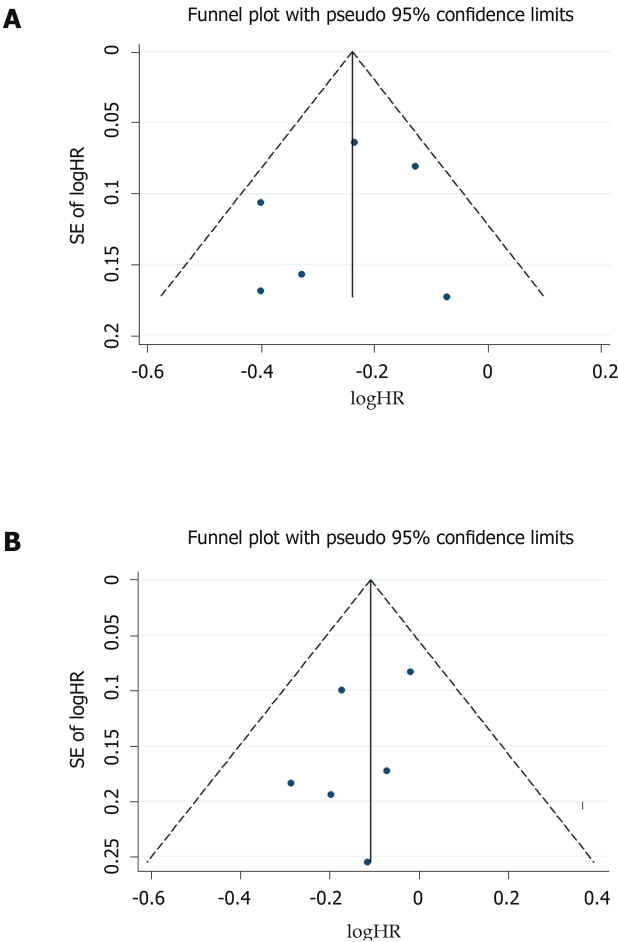 A
Funnel plot with pseudo 95% confidence limits
0
0.05
0.1
0.15
0.2
SE of logHR
-0.6 -0.4 -0.2 0 0.2
logHR
B
Funnel plot with pseudo 95% confidence limits
0
0.05
0.1
0.15
0.2
0.25
SE of logHR
-0.6 -0.4 -0.2 0 0.2 0.4
logHR